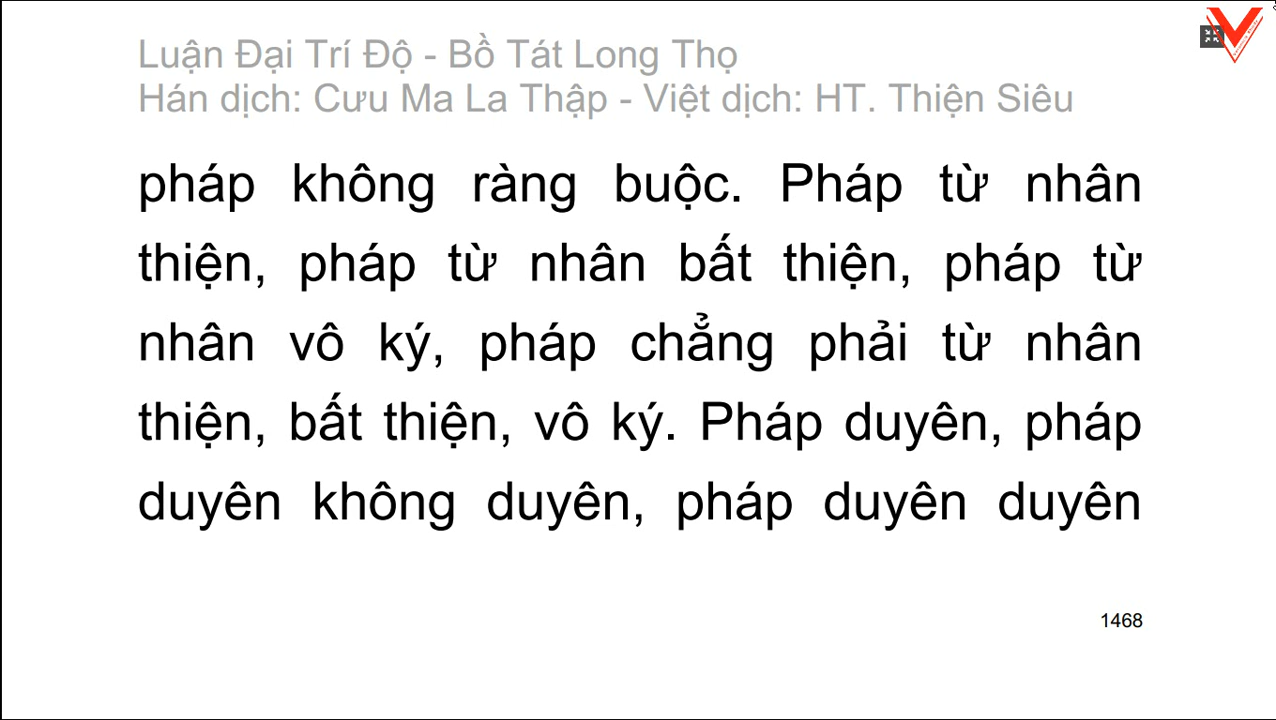 Luận Đại Trí Độ - Bồ Tát Long Thọ
Hán dịch: Cưu Ma La Thập - Việt dịch: HT. Thiện Siêu
pháp không ràng buộc. Pháp từ nhân
thiện, pháp từ nhân bất thiện, pháp từ
nhân vô ký, pháp chẳng phải từ nhân
thiện, bất thiện, vô ký. Pháp duyên, pháp
duyên không duyên, pháp duyên duyên
1468